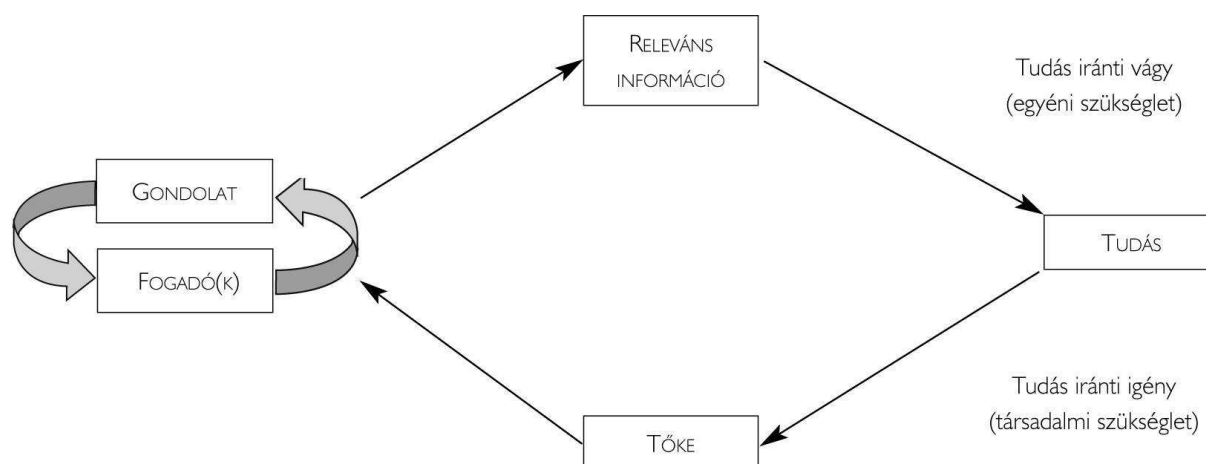 RELEVÁNS
INFORMÁCIÓ
Tudás iránti vágy
(egyéni szükséglet)
GONDOLAT
FOGADÓ(K)
TUDÁS
Tudás iránti igény
(társadalmi szükséglet)
TŐKE